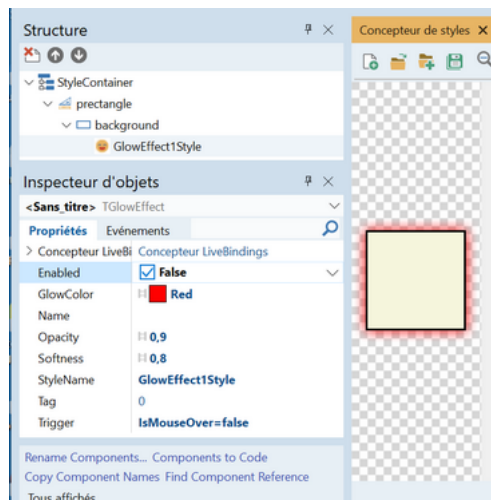 Structure
Concepteur de styles
StyleContainer
prectangle
background
GlowEffect1Style
Inspecteur d'objets
<Sans_titre> TGlowEffect
Propriétés Evénements
Concepteur LiveBi Concepteur LiveBindings
Enabled False
GlowColor Red
Name
Opacity 0,9
Softness 0,8
StyleName GlowEffect1Style
Tag 0
Trigger IsMouseOver=false
Rename Components... Components to Code
Copy Component Names Find Component Reference
Tous affichés